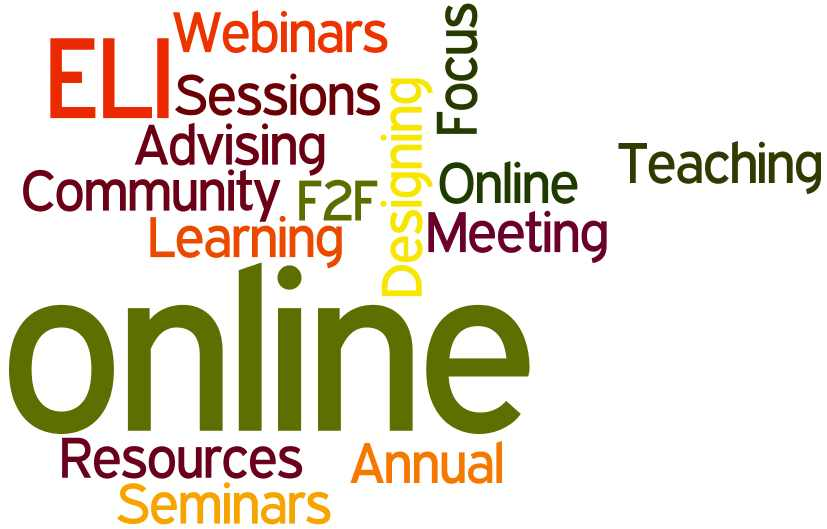 Webinars
ELI
Sessions
Focus
Designing
Advising
Teaching
Community
F2F
Online
Learning
Meeting
online
Resources
Annual
Seminars